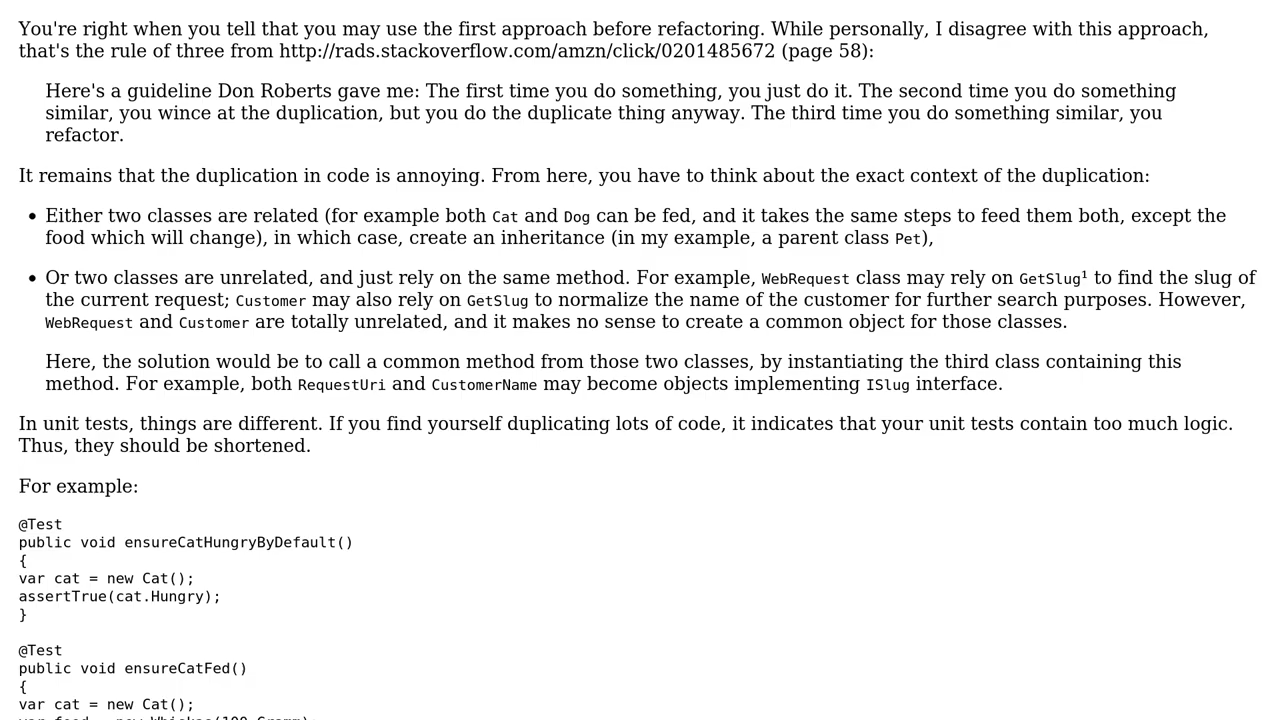 You're right when you tell that you may use the first approach before refactoring. While personally, I disagree with this approach,
that's the rule of three from http://rads.stackoverflow.com/amzn/click/0201485672 (page 58):
Here's a guideline Don Roberts gave me: The first time you do something, you just do it. The second time you do something
similar, you wince at the duplication, but you do the duplicate thing anyway. The third time you do something similar, you
refactor.
It remains that the duplication in code is annoying. From here, you have to think about the exact context of the duplication:
• Either two classes are related (for example both Cat and Dog can be fed, and it takes the same steps to feed them both, except the
food which will change), in which case, create an inheritance (in my example, a parent class Pet),
• Or two classes are unrelated, and just rely on the same method. For example, WebRequest class may rely on GetSlug¹ to find the slug of
the current request; Customer may also rely on GetSlug to normalize the name of the customer for further search purposes. However,
WebRequest and Customer are totally unrelated, and it makes no sense to create a common object for those classes.
Here, the solution would be to call a common method from those two classes, by instantiating the third class containing this
method. For example, both RequestUri and CustomerName may become objects implementing ISlug interface.
In unit tests, things are different. If you find yourself duplicating lots of code, it indicates that your unit tests contain too much logic.
Thus, they should be shortened.
For example:
@Test
public void ensureCatHungryByDefault()
{
var cat = new Cat();
assertTrue(cat.Hungry);
}
@Test
public void ensureCatFed()
{
var cat = new Cat();
var food = new Whiskas(100.Gramm);